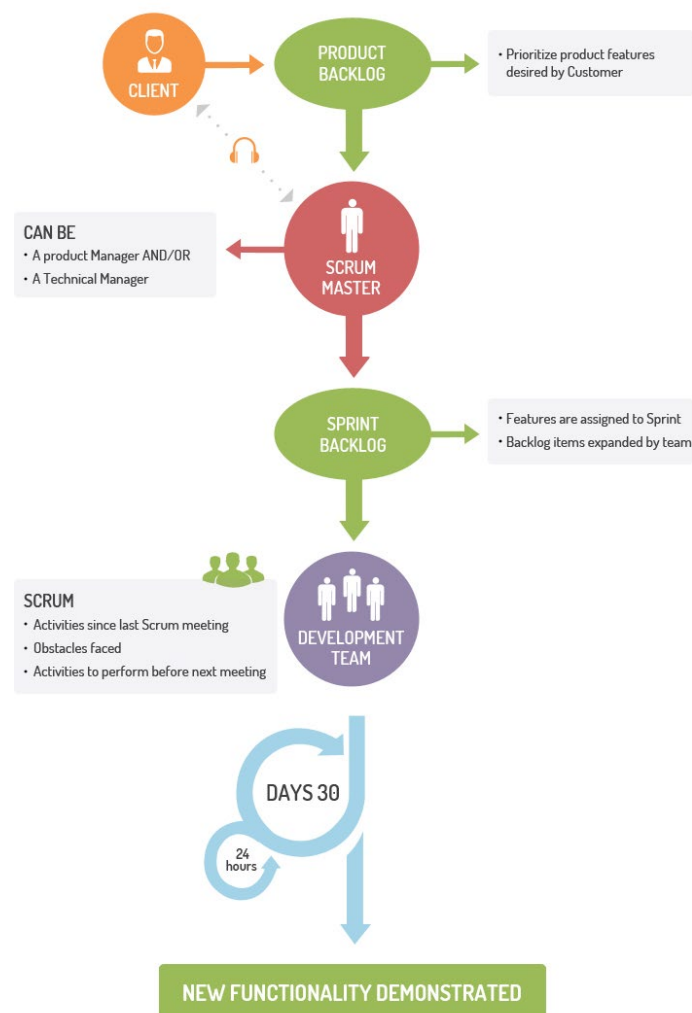 CLIENT
PRODUCT
BACKLOG
• Prioritize product features
desired by Customer
CAN BE
• A product Manager AND/OR
• A Technical Manager
SCRUM
MASTER
SPRINT
BACKLOG
• Features are assigned to Sprint
• Backlog items expanded by team
SCRUM
• Activities since last Scrum meeting
• Obstacles faced
• Activities to perform before next meeting
DEVELOPMENT
TEAM
DAYS 30
24
hours
NEW FUNCTIONALITY DEMONSTRATED